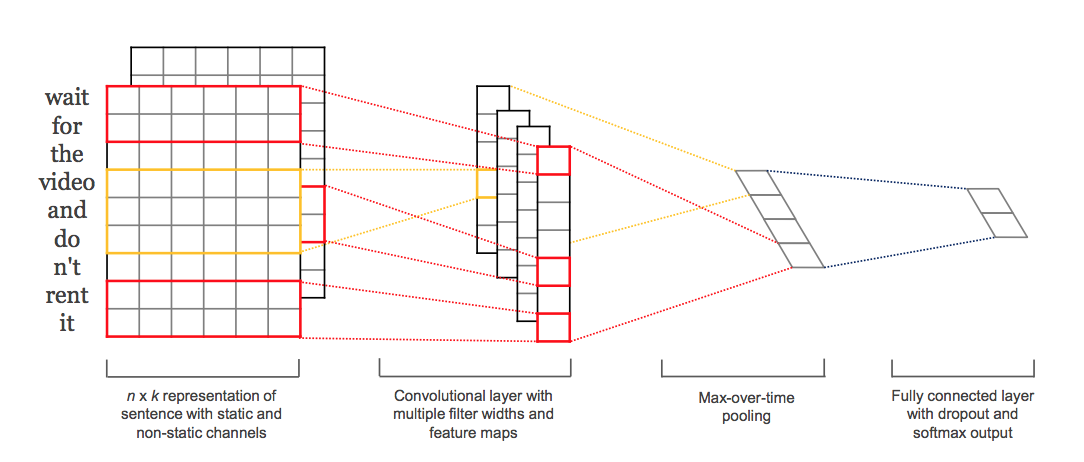 wait
for
the
video
and
do
n't
rent
it
n x k representation of
sentence with static and
non-static channels
Convolutional layer with
multiple filter widths and
feature maps
Max-over-time
pooling
Fully connected layer
with dropout and
softmax output